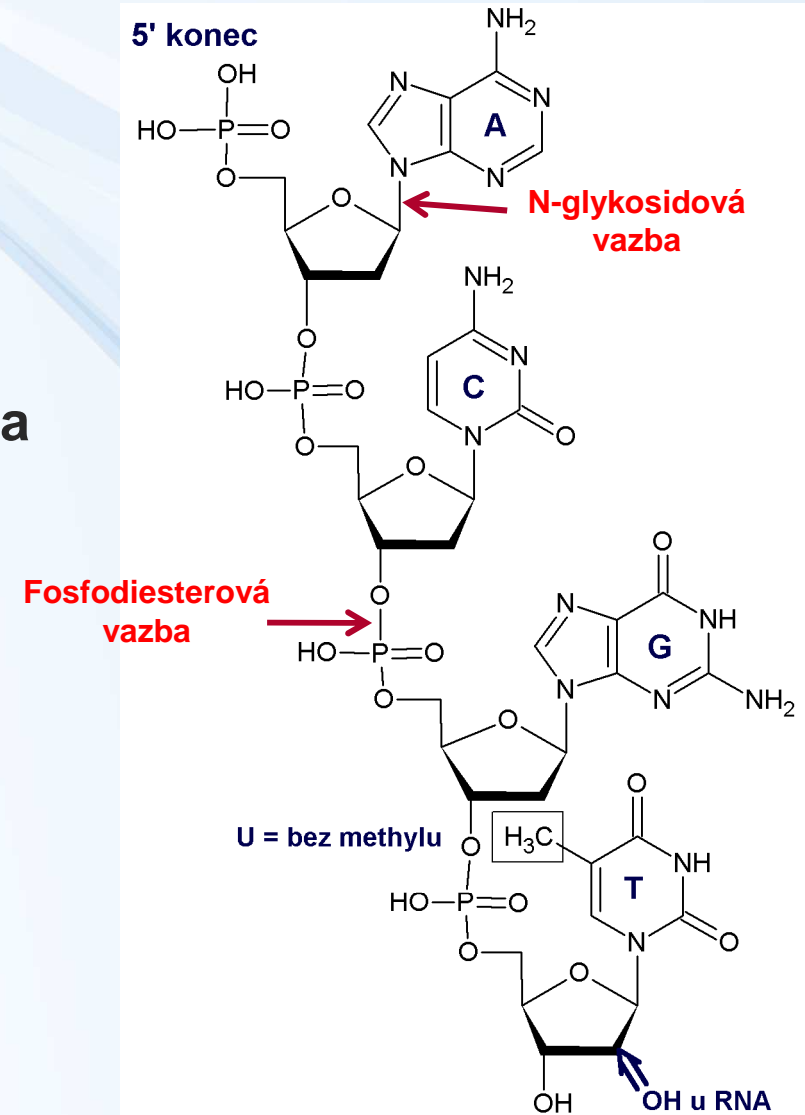 5' konec
NH₂
OH
N
N
A
HO
P
O
N
N
O
O
N-glykosidová
vazba
NH₂
O
N
HO
P
O
C
a
N
O
O
O
O
Fosfodiesterová
vazba
O
N
NH
G
HO
P
O
N
N
NH₂
O
O
O
U = bez methylu
O
H₃C
NH
T
HO
P
O
N
O
O
O
OH
OH u RNA